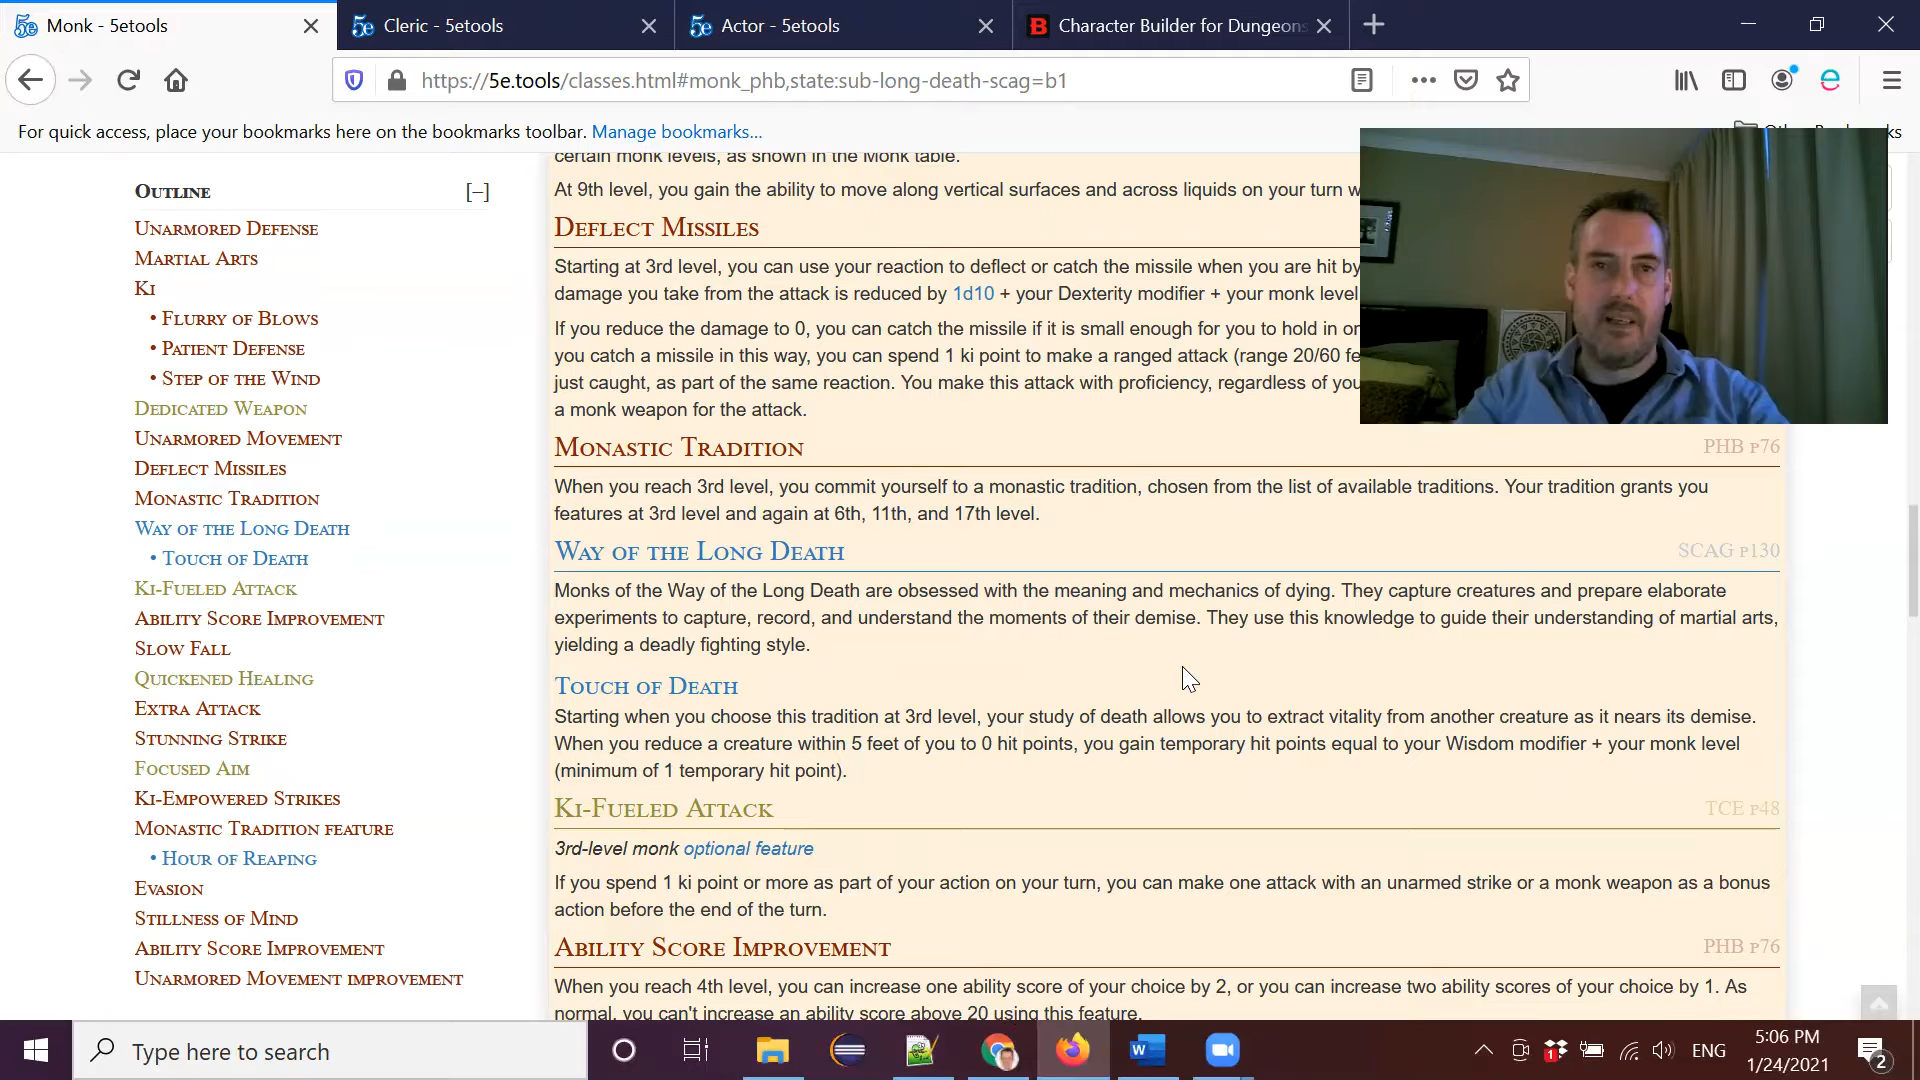 Monk - 5etools
Cleric - 5etools
Actor - 5etools
B Character Builder for Dungeons
https://5e.tools/classes.html#monk_phb,state:sub-long-death-scag=b1
For quick access, place your bookmarks here on the bookmarks toolbar. Manage bookmarks...
OUTLINE [–]
UNARMORED DEFENSE
MARTIAL ARTS
KI
• FLURRY OF BLOWS
• PATIENT DEFENSE
• STEP OF THE WIND
DEDICATED WEAPON
UNARMORED MOVEMENT
DEFLECT MISSILES
MONASTIC TRADITION
WAY OF THE LONG DEATH
• TOUCH OF DEATH
KI-FUELED ATTACK
ABILITY SCORE IMPROVEMENT
SLOW FALL
QUICKENED HEALING
EXTRA ATTACK
STUNNING STRIKE
FOCUSED AIM
KI-EMPOWERED STRIKES
MONASTIC TRADITION FEATURE
• HOUR OF REAPING
EVASION
STILLNESS OF MIND
ABILITY SCORE IMPROVEMENT
UNARMORED MOVEMENT IMPROVEMENT
certain monk levels, as shown in the Monk table.
At 9th level, you gain the ability to move along vertical surfaces and across liquids on your turn w
DEFLECT MISSILES
Starting at 3rd level, you can use your reaction to deflect or catch the missile when you are hit by
damage you take from the attack is reduced by 1d10 + your Dexterity modifier + your monk level
If you reduce the damage to 0, you can catch the missile if it is small enough for you to hold in or
you catch a missile in this way, you can spend 1 ki point to make a ranged attack (range 20/60 fe
just caught, as part of the same reaction. You make this attack with proficiency, regardless of you
a monk weapon for the attack.
MONASTIC TRADITION PHB P76
When you reach 3rd level, you commit yourself to a monastic tradition, chosen from the list of available traditions. Your tradition grants you
features at 3rd level and again at 6th, 11th, and 17th level.
WAY OF THE LONG DEATH SCAG P130
Monks of the Way of the Long Death are obsessed with the meaning and mechanics of dying. They capture creatures and prepare elaborate
experiments to capture, record, and understand the moments of their demise. They use this knowledge to guide their understanding of martial arts,
yielding a deadly fighting style.
TOUCH OF DEATH
Starting when you choose this tradition at 3rd level, your study of death allows you to extract vitality from another creature as it nears its demise.
When you reduce a creature within 5 feet of you to 0 hit points, you gain temporary hit points equal to your Wisdom modifier + your monk level
(minimum of 1 temporary hit point).
KI-FUELED ATTACK TCE P48
3rd-level monk optional feature
If you spend 1 ki point or more as part of your action on your turn, you can make one attack with an unarmed strike or a monk weapon as a bonus
action before the end of the turn.
ABILITY SCORE IMPROVEMENT PHB P76
When you reach 4th level, you can increase one ability score of your choice by 2, or you can increase two ability scores of your choice by 1. As
normal, you can't increase an ability score above 20 using this feature.
Type here to search
ENG
5:06 PM
1/24/2021
2